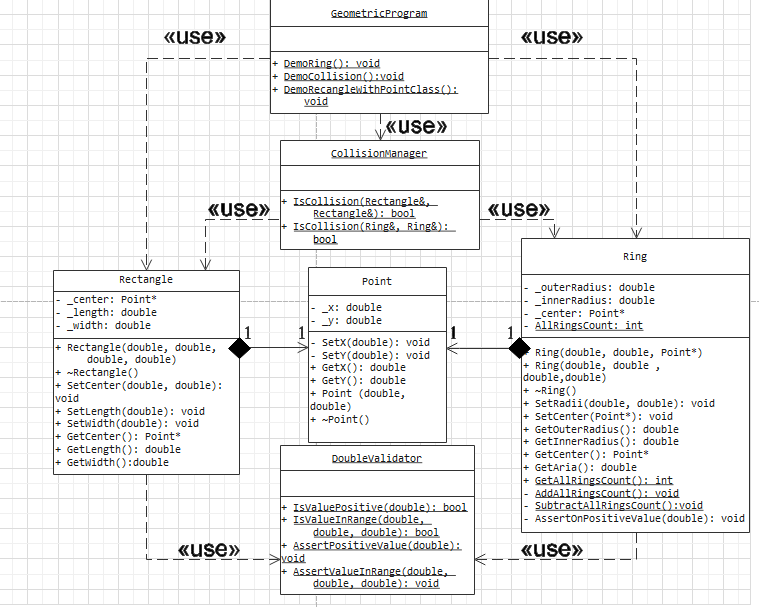 GeometricProgram
«use»
«use»
+ DemoRing(): void
+ DemoCollision():void
+ DemoRecangleWithPointClass():
void
«use»
CollisionManager
«use»
«use»
+ IsCollision(Rectangle&,
Rectangle&): bool
+ IsCollision(Ring&, Ring&):
bool
Rectangle
- _center: Point*
- _length: double
- _width: double
+ Rectangle(double, double,
double, double)
+ ~Rectangle()
+ SetCenter(double, double):
void
+ SetLength(double): void
+ SetWidth(double): void
+ GetCenter(): Point*
+ GetLength(): double
+ GetWidth():double
1
1
Point
- _x: double
- _y: double
- SetX(double): void
- SetY(double): void
+ GetX(): double
+ GetY(): double
+ Point (double,
double)
+ ~Point()
1
1
Ring
- _outerRadius: double
- _innerRadius: double
- _center: Point*
- AllRingsCount: int
+ Ring(double, double, Point*)
+ Ring(double, double ,
double,double)
+ ~Ring()
+ SetRadii(double, double): void
+ SetCenter(Point*): void
+ GetOuterRadius(): double
+ GetInnerRadius(): double
+ GetCenter(): Point*
+ GetAria(): double
+ GetAllRingsCount(): int
- AddAllRingsCount(): void
- SubtractAllRingsCount():void
- AssertOnPositiveValue(double): void
DoubleValidator
+ IsValuePositive(double): bool
+ IsValueInRange(double,
double, double): bool
+ AssertPositiveValue(double):
void
+ AssertValueInRange(double,
double, double): void
«use»
«use»